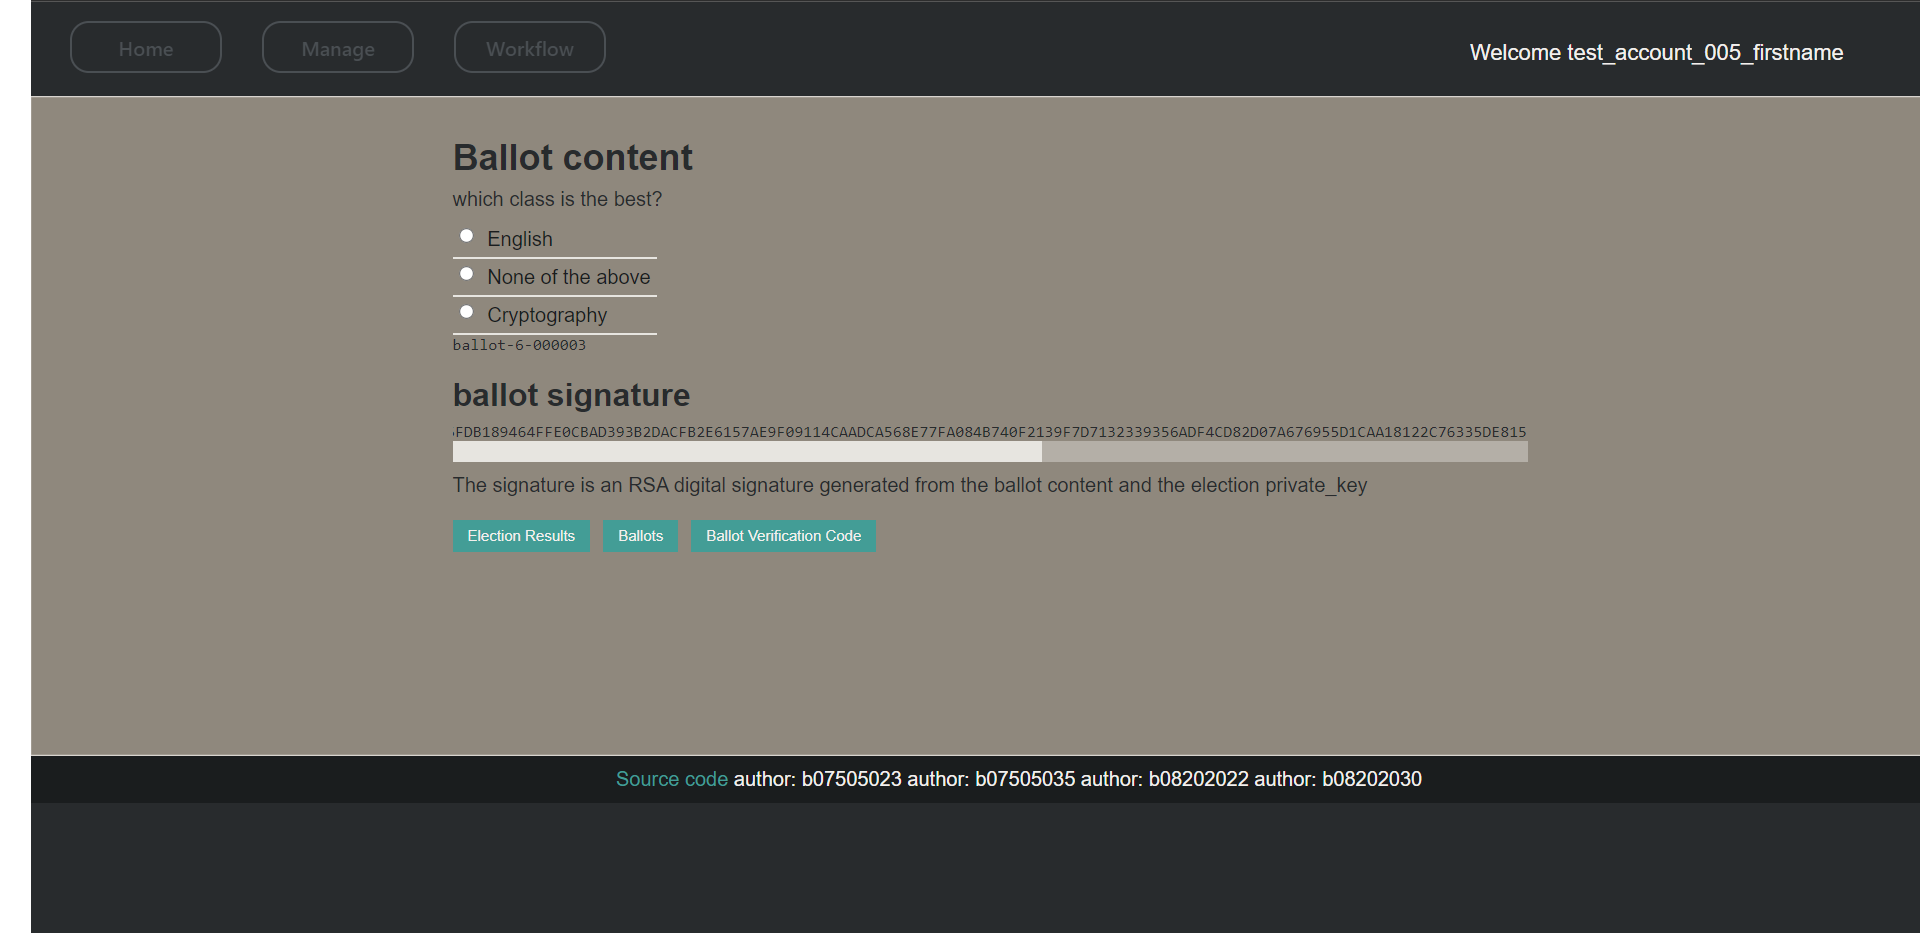 Home Manage Workflow Welcome test_account_005_firstname
Ballot content
which class is the best?
English
None of the above
Cryptography
ballot-6-000003
ballot signature
FDB189464FFE0CBAD393B2DACFB2E6157AE9F09114CAADCA568E77FA084B740F2139F7D7132339356ADF4CD82D07A676955D1CAA18122C76335DE815
The signature is an RSA digital signature generated from the ballot content and the election private_key
Election Results Ballots Ballot Verification Code
Source code author: b07505023 author: b07505035 author: b08202022 author: b08202030